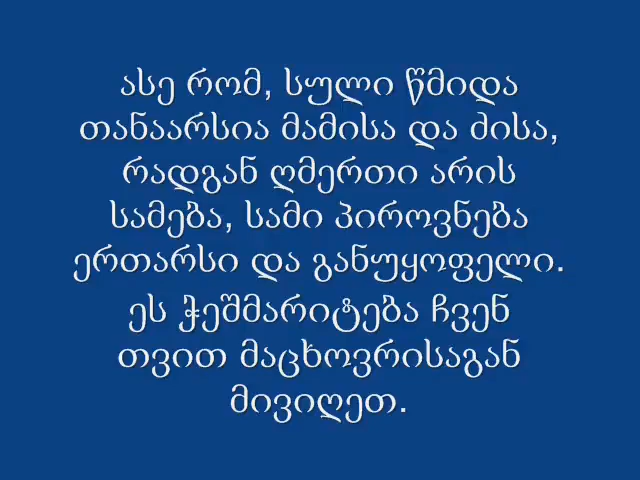 ასე რომ, სული წმიდა
თანაარსია მამისა და ძისა,
რადგან ღმერთი არის
სამება, სამი პიროვნება
ერთარსი და განუყოფელი.
ეს ჭეშმარიტება ჩვენ
თვით მაცხოვრისაგან
მივიღეთ.